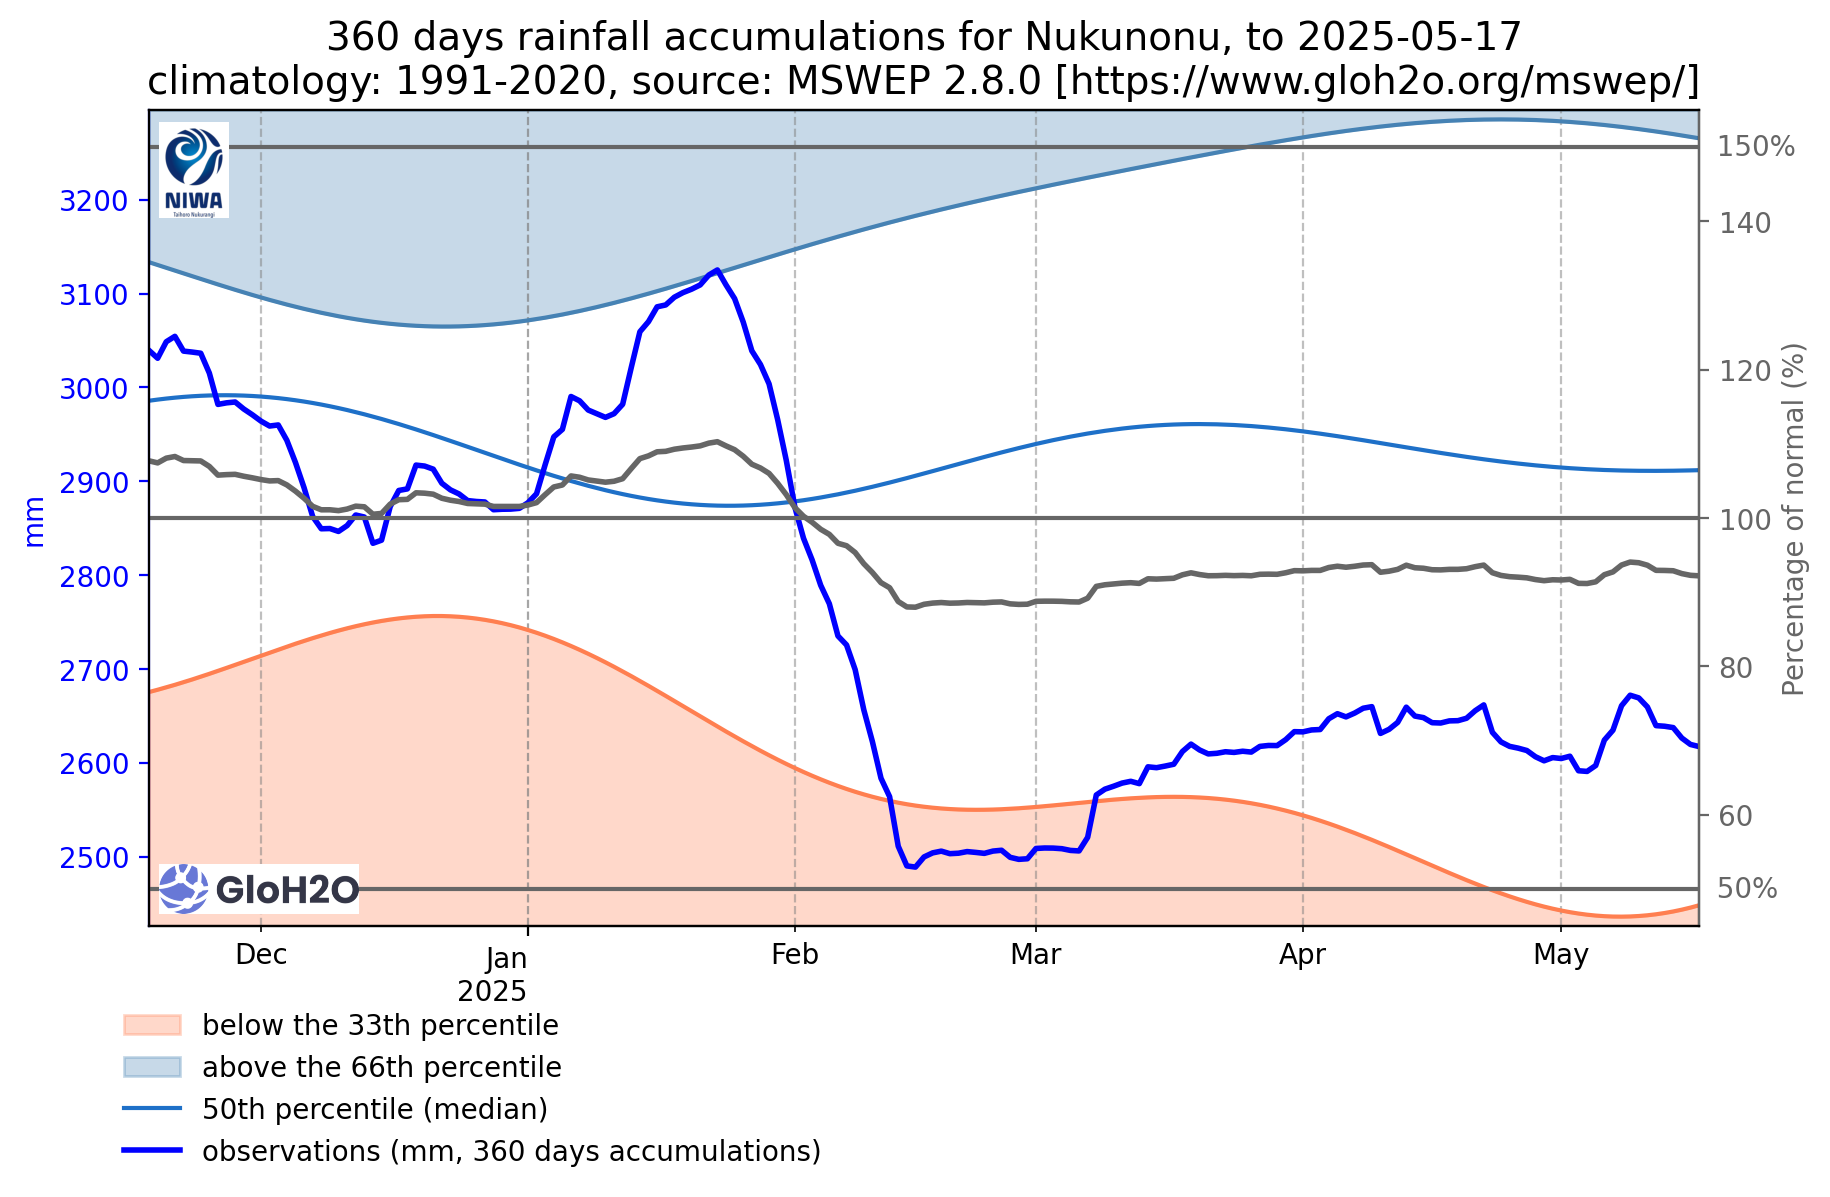 360 days rainfall accumulations for Nukunonu, to 2025-05-17
climatology: 1991-2020, source: MSWEP 2.8.0 [https://www.gloh2o.org/mswep/]
NIWA
Taihoro Nukurangi
3200
3100
3000
2900
2800
2700
2600
2500
mm
150%
140
120
100
80
60
50%
Percentage of normal (%)
GloH2O
Dec
Jan
2025
Feb
Mar
Apr
May
below the 33th percentile
above the 66th percentile
50th percentile (median)
observations (mm, 360 days accumulations)